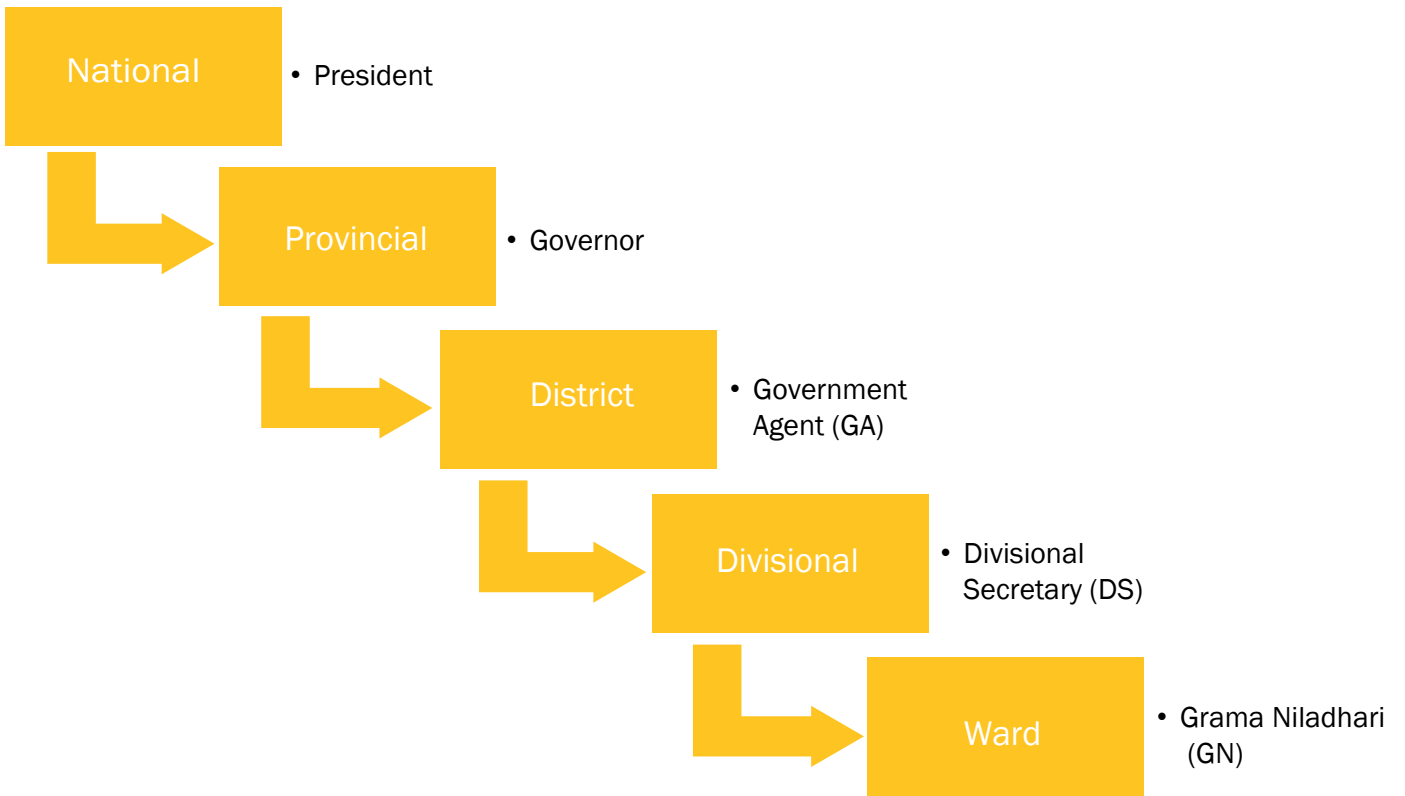 National
• President
Provincial
• Governor
District
• Government
Agent (GA)
Divisional
• Divisional
Secretary (DS)
Ward
• Grama Niladhari
(GN)